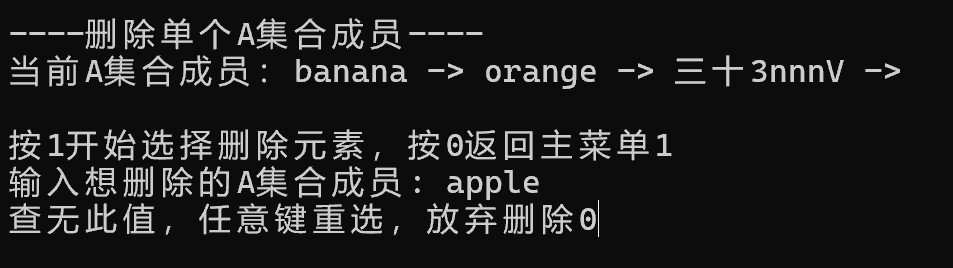 ----删除单个A集合成员----
当前A集合成员：banana -> orange -> 三十3nnnV ->
按1开始选择删除元素，按0返回主菜单1
输入想删除的A集合成员：apple
查无此值，任意键重选，放弃删除0